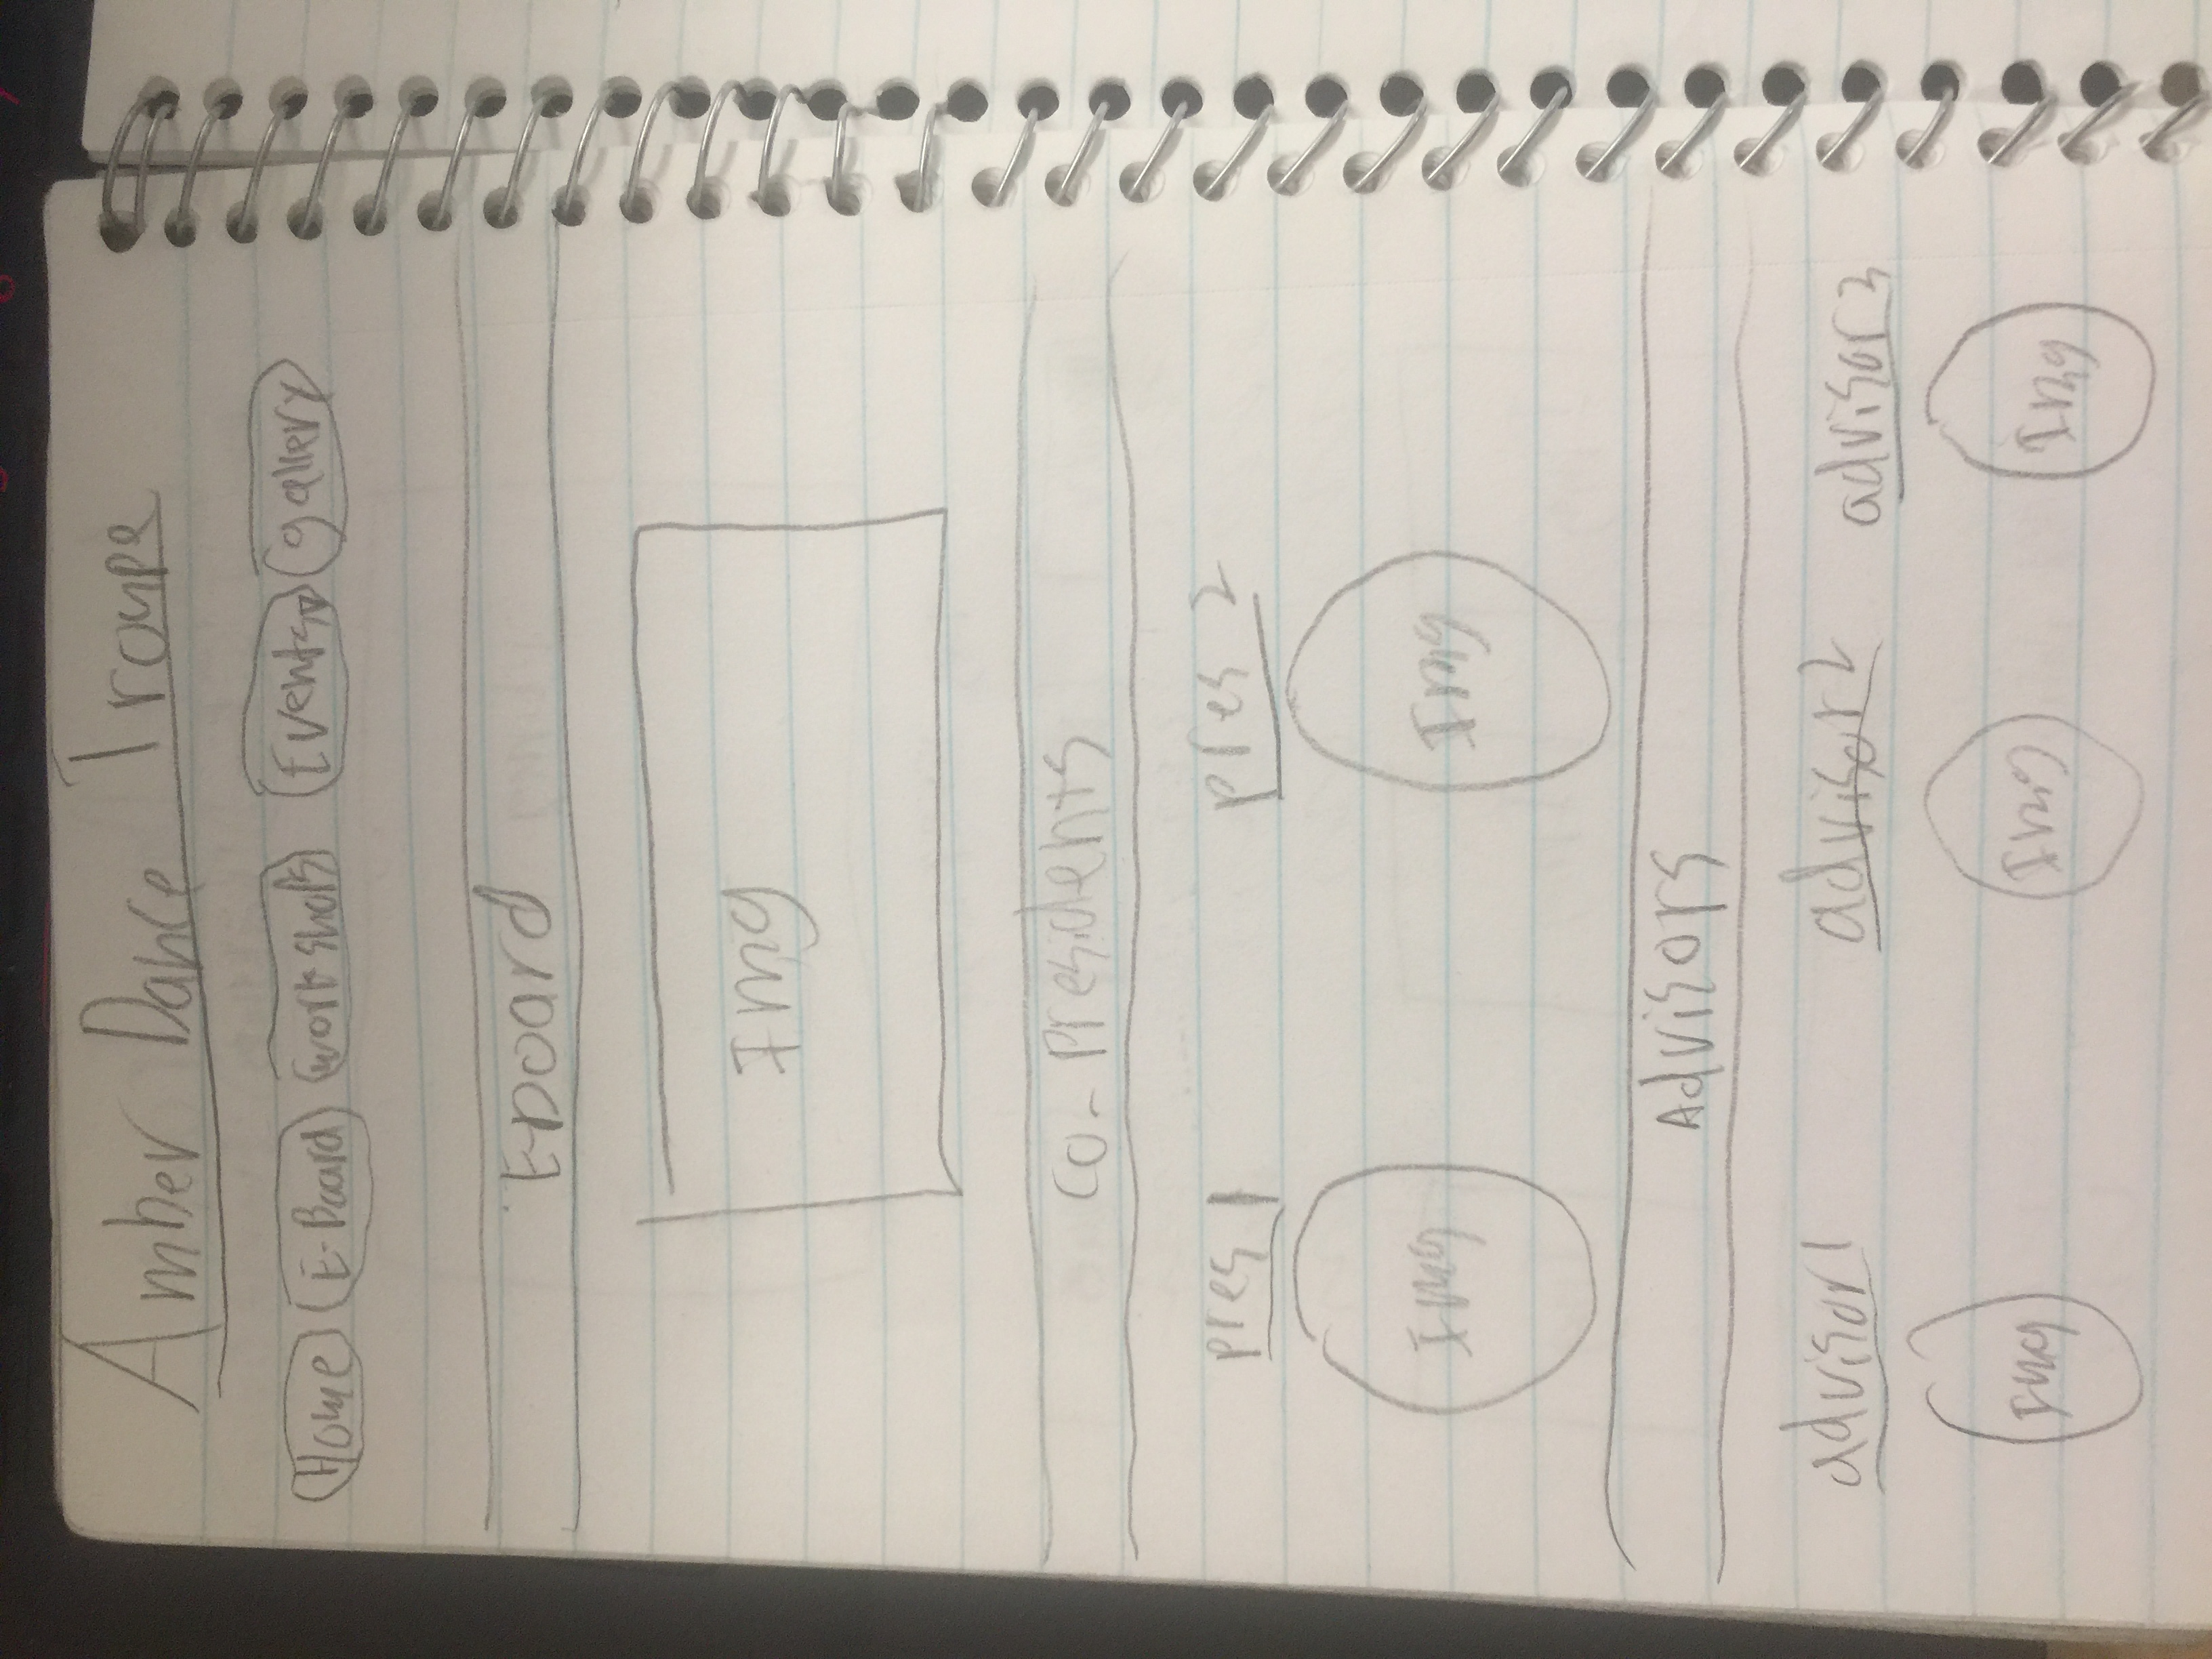 Amber Dance Troupe
Home E-Board workshops Events gallery
E-board
Img
co-presidents
pres 1 pres 2
Img Img
Advisors
advisor1 advisor2 advisor3
Img Img Img